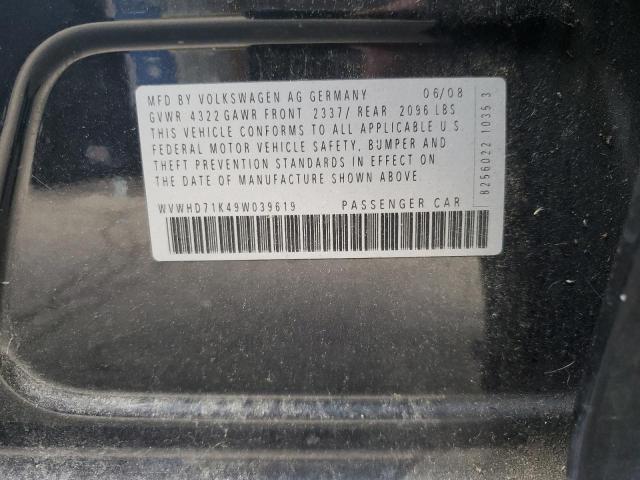 MFD BY VOLKSWAGEN AG GERMANY 06/08
GVWR 4322 GAWR FRONT 2337/ REAR 2096 LBS
THIS VEHICLE CONFORMS TO ALL APPLICABLE U.S.
FEDERAL MOTOR VEHICLE SAFETY, BUMPER AND
THEFT PREVENTION STANDARDS IN EFFECT ON
THE DATE OF MANUFACTURE SHOWN ABOVE.
WVWHD71K49W039619 PASSENGER CAR
8256022 1035 3